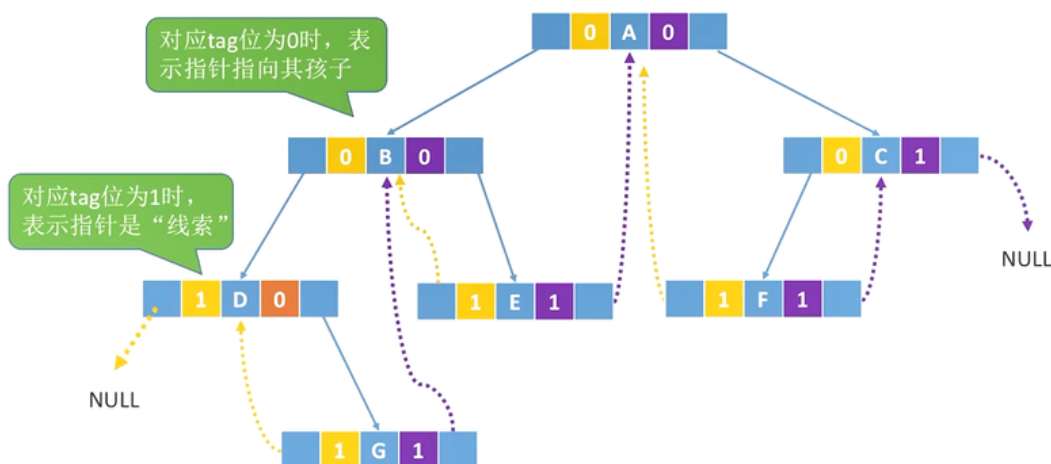 对应tag位为0时，表
示指针指向其孩子
0 A 0
0 B 0
0 C 1
对应tag位为1时，
表示指针是“线索”
NULL
1 D 0
1 E 1
1 F 1
NULL
1 G 1